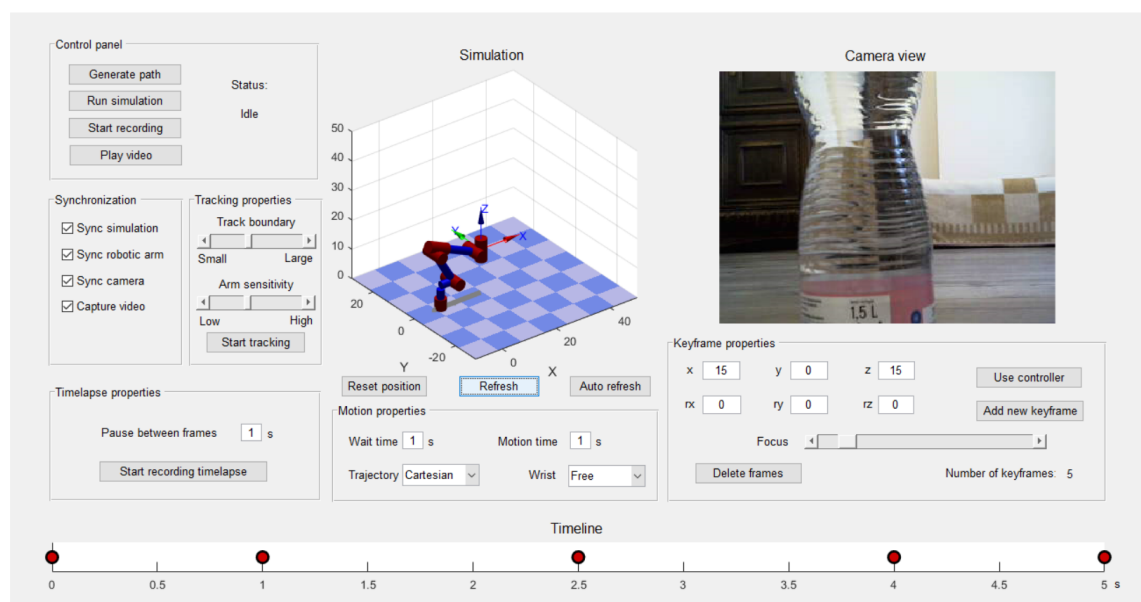 Control panel
Generate path
Run simulation
Start recording
Play video
Status:
Idle
Synchronization
Sync simulation
Sync robotic arm
Sync camera
Capture video
Tracking properties
Track boundary
Small Large
Arm sensitivity
Low High
Start tracking
Timelapse properties
Pause between frames 1 s
Start recording timelapse
Simulation
50
40
30
20
10
0
20
0
-20
Y
0
20
40
X
Z
Y
X
Reset position Refresh Auto refresh
Motion properties
Wait time 1 s Motion time 1 s
Trajectory Cartesian Wrist Free
Camera view
1,5 L
Keyframe properties
x 15 y 0 z 15
rx 0 ry 0 rz 0
Use controller
Add new keyframe
Focus
Delete frames Number of keyframes: 5
Timeline
0 0.5 1 1.5 2 2.5 3 3.5 4 4.5 5 s